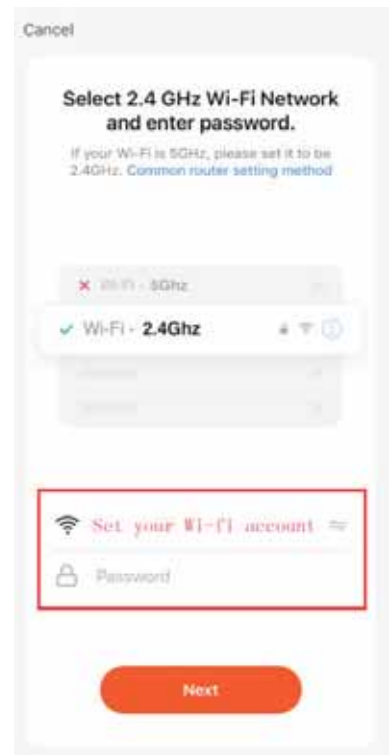 Cancel
Select 2.4 GHz Wi-Fi Network
and enter password.
If your Wi-Fi is 5GHz, please set it to be
2.4GHz. Common router setting method
Wi-Fi - 5Ghz
Wi-Fi - 2.4Ghz
Set your Wi-fi account
Password
Next